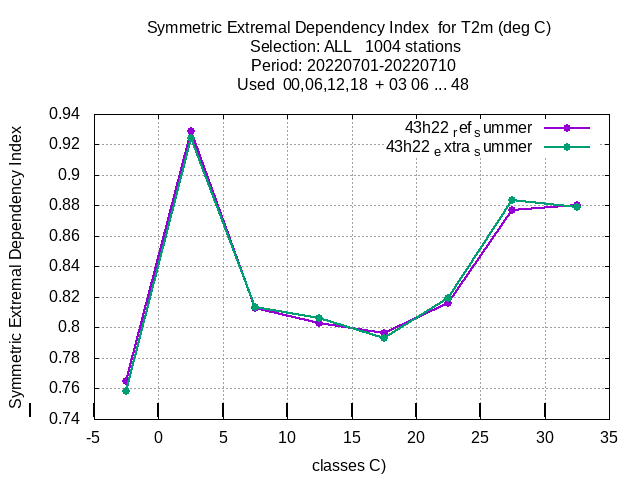 Symmetric Extremal Dependency Index for T2m (deg C)
Selection: ALL 1004 stations
Period: 20220701-20220710
Used 00,06,12,18 + 03 06 ... 48
43h22 ref summer
43h22 extra summer
Symmetric Extremal Dependency Index
0.94
0.92
0.9
0.88
0.86
0.84
0.82
0.8
0.78
0.76
0.74
-5 0 5 10 15 20 25 30 35
classes C)